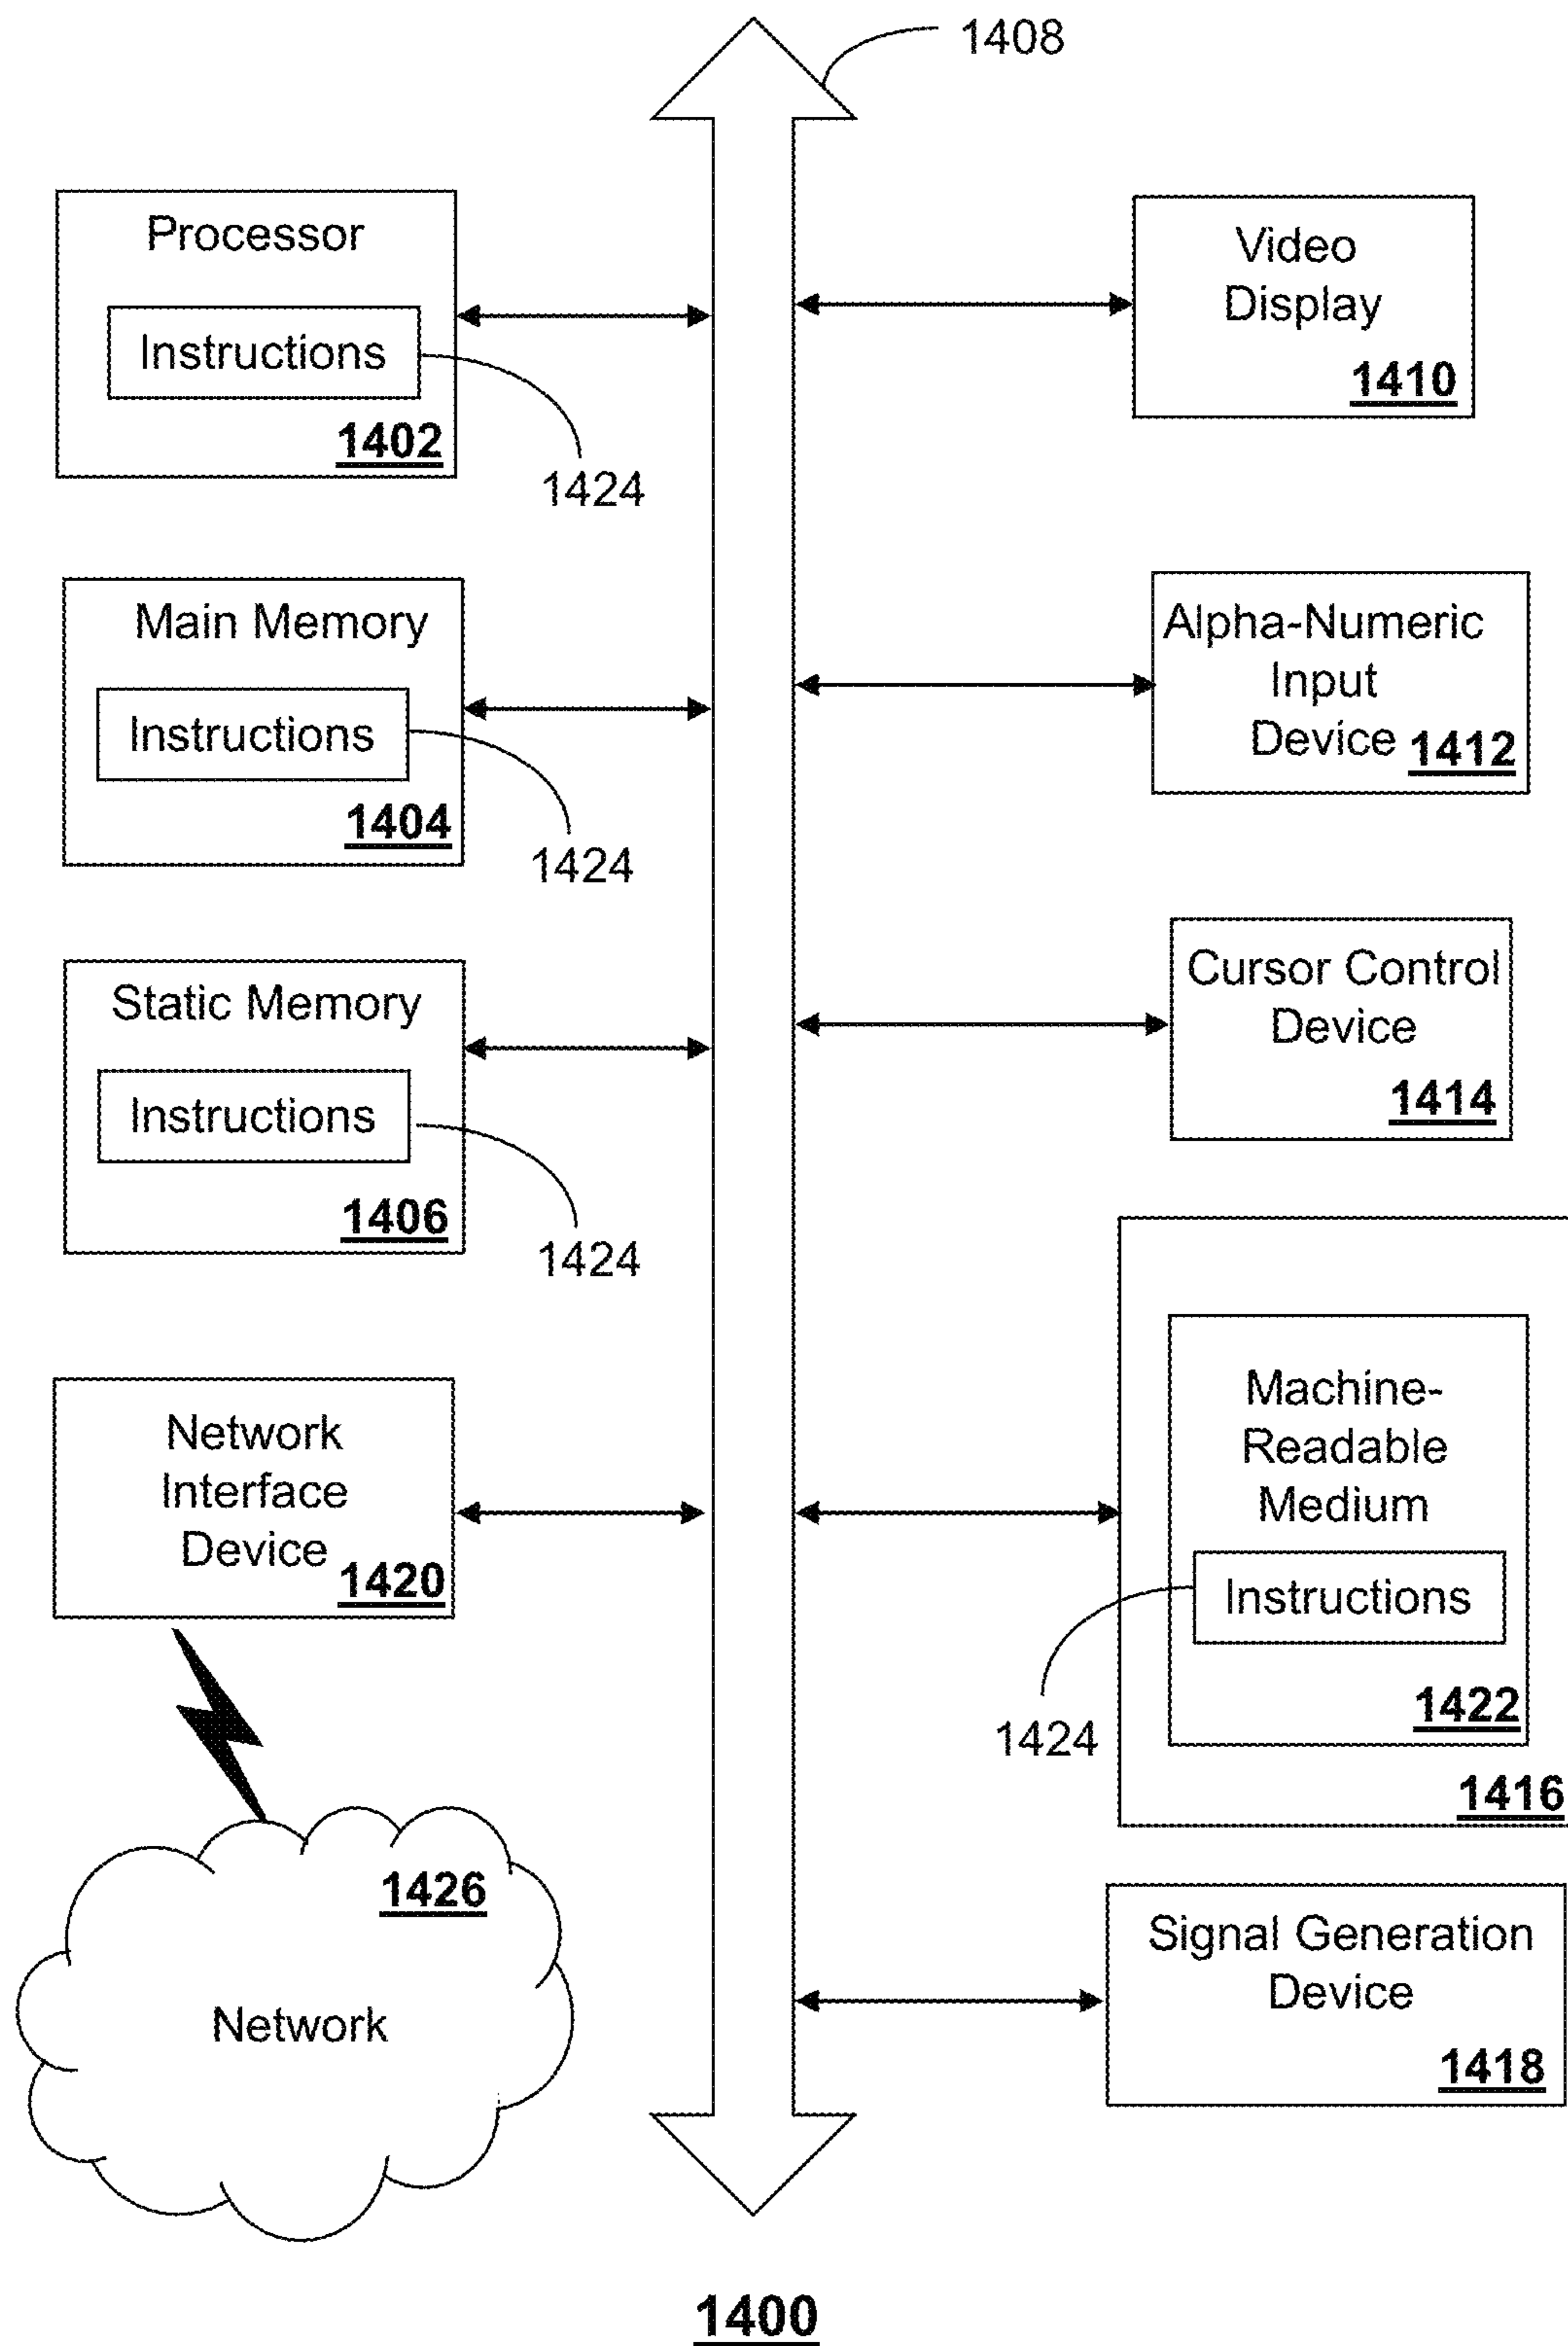 1408
Processor
Instructions
1402
1424
Main Memory
Instructions
1404
1424
Static Memory
Instructions
1406
1424
Network
Interface
Device
1420
1426
Network
Video
Display
1410
Alpha-Numeric
Input
Device
1412
Cursor Control
Device
1414
Machine-
Readable
Medium
Instructions
1422
1424
1416
Signal Generation
Device
1418
1400